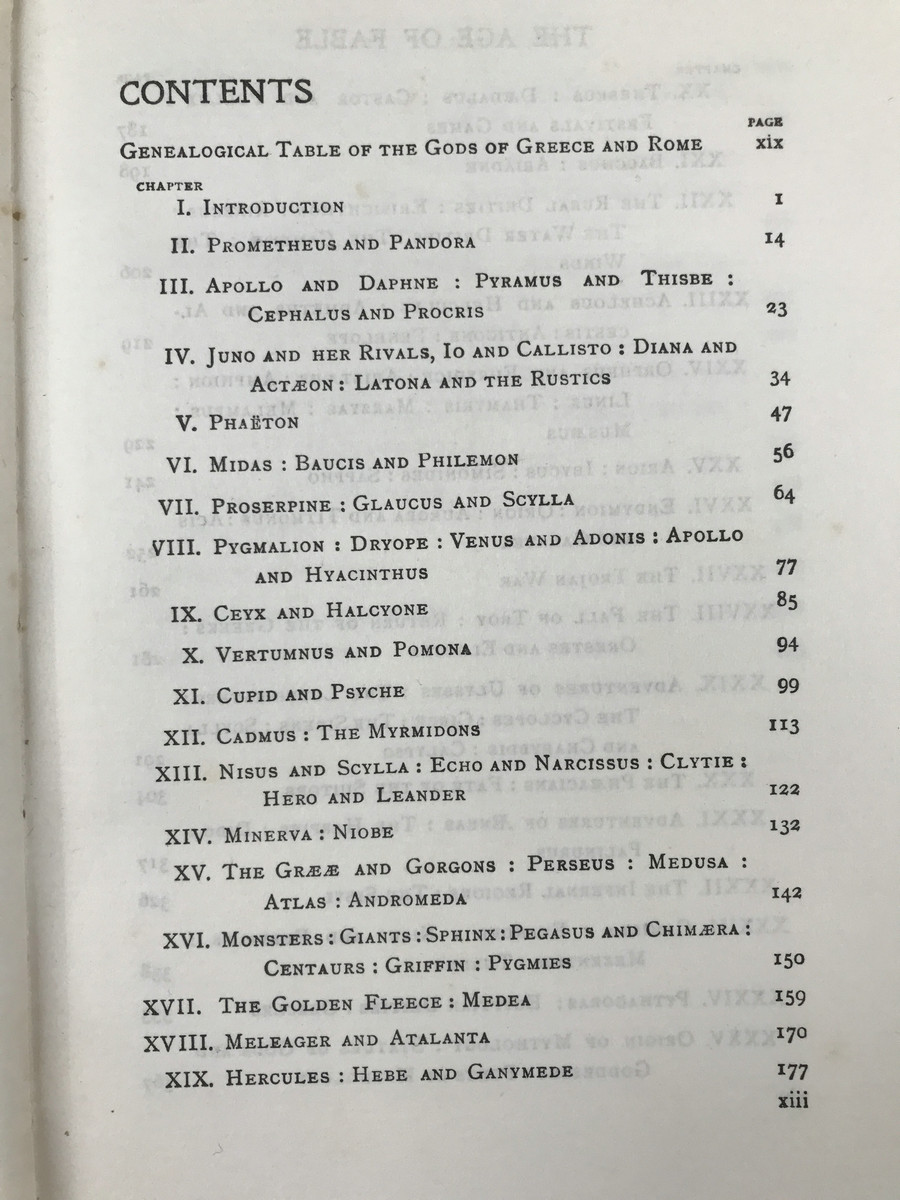 CONTENTS
PAGE
GENEALOGICAL TABLE OF THE GODS OF GREECE AND ROME xix
CHAPTER
I. INTRODUCTION 1
II. PROMETHEUS AND PANDORA 14
III. APOLLO AND DAPHNE : PYRAMUS AND THISBE :
CEPHALUS AND PROCRIS 23
IV. JUNO AND HER RIVALS, IO AND CALLISTO : DIANA AND
ACTÆON : LATONA AND THE RUSTICS 34
V. PHAËTON 47
VI. MIDAS : BAUCIS AND PHILEMON 56
VII. PROSERPINE : GLAUCUS AND SCYLLA 64
VIII. PYGMALION : DRYOPE : VENUS AND ADONIS : APOLLO
AND HYACINTHUS 77
IX. CEYX AND HALCYONE 85
X. VERTUMNUS AND POMONA 94
XI. CUPID AND PSYCHE 99
XII. CADMUS : THE MYRMIDONS 113
XIII. NISUS AND SCYLLA : ECHO AND NARCISSUS : CLYTIE :
HERO AND LEANDER 122
XIV. MINERVA : NIOBE 132
XV. THE GRÆÆ AND GORGONS : PERSEUS : MEDUSA :
ATLAS : ANDROMEDA 142
XVI. MONSTERS : GIANTS : SPHINX : PEGASUS AND CHIMÆRA :
CENTAURS : GRIFFIN : PYGMIES 150
XVII. THE GOLDEN FLEECE : MEDEA 159
XVIII. MELEAGER AND ATALANTA 170
XIX. HERCULES : HEBE AND GANYMEDE 177
xiii